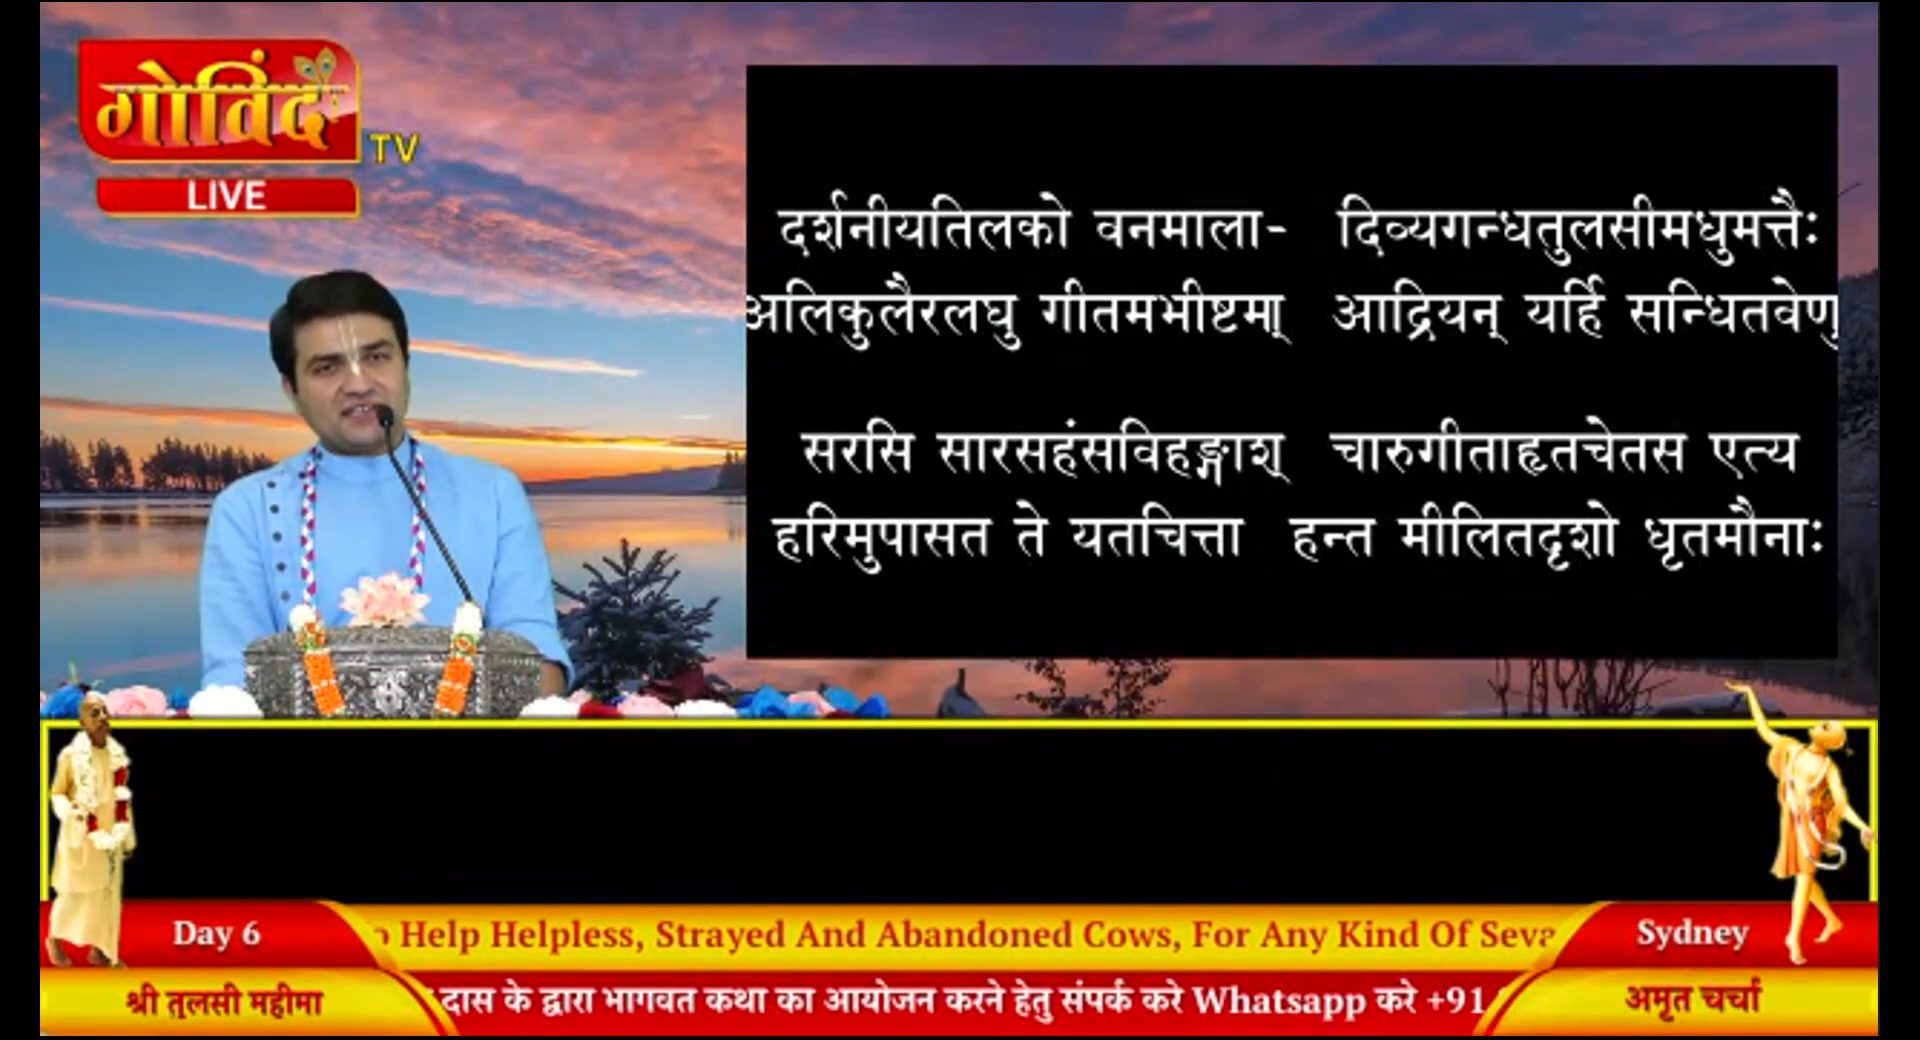 गोविंद
TV
LIVE
दर्शनीयतिलको वनमाला- दिव्यगन्धतुलसीमधुमत्तैः
अलिकुलैरलघु गीतमभीष्टम् आद्रियन् यर्हि सन्धितवेणु
सरसि सारसहंसविहङ्गाश् चारुगीताहृतचेतस एत्य
हरिमुपासत ते यतचित्ता हन्त मीलितदृशो धृतमौनाः
Day 6
Help Helpless, Strayed And Abandoned Cows, For Any Kind Of Seva
Sydney
श्री तुलसी महीमा
दास के द्वारा भागवत कथा का आयोजन करने हेतु संपर्क करे Whatsapp करे +91
अमृत चर्चा